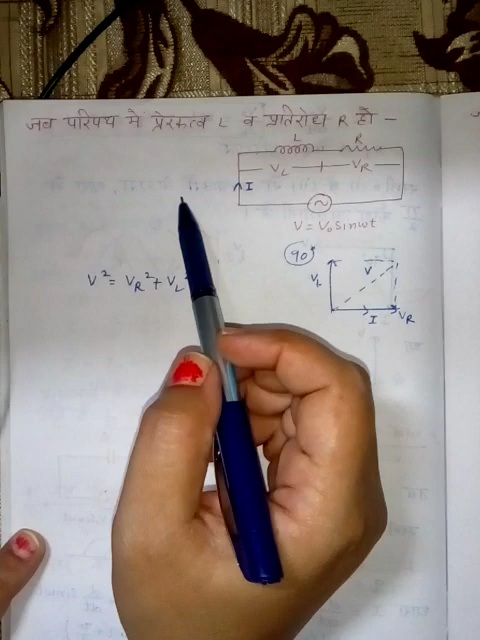 जब परिपथ मे प्रेरकत्व L व प्रतिरोध R हो -
L R
V_L V_R
I
V = V₀ sinωt
90°
V_L V
V² = V_R² + V_L²
I V_R